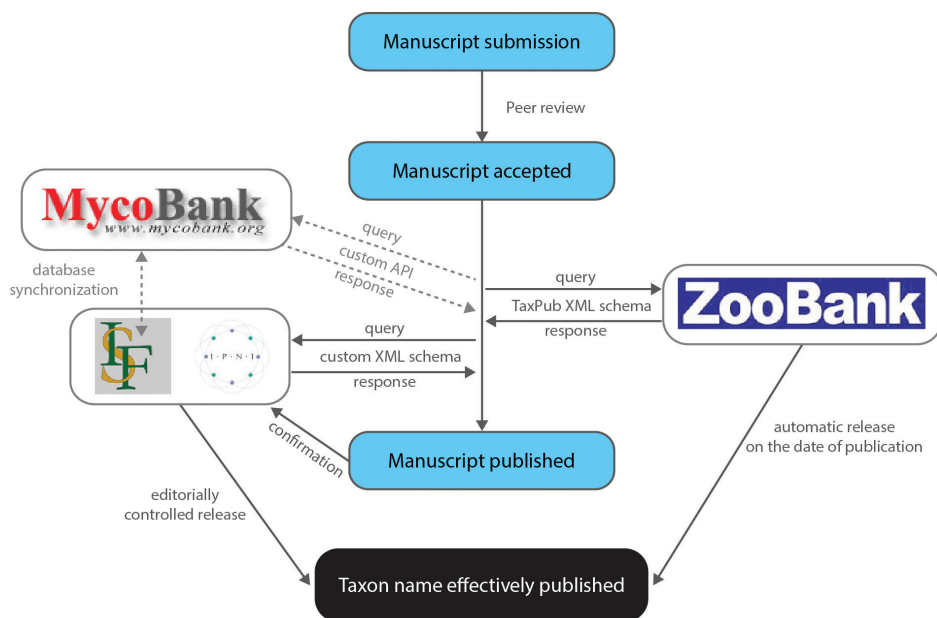 Manuscript submission
Peer review
Manuscript accepted
MycoBank
www.mycobank.org
query
custom API
response
database
synchronization
query
TaxPub XML schema
response
ZooBank
ISF
I·P·N·I
query
custom XML schema
response
confirmation
Manuscript published
automatic release
on the date of publication
editorially
controlled release
Taxon name effectively published